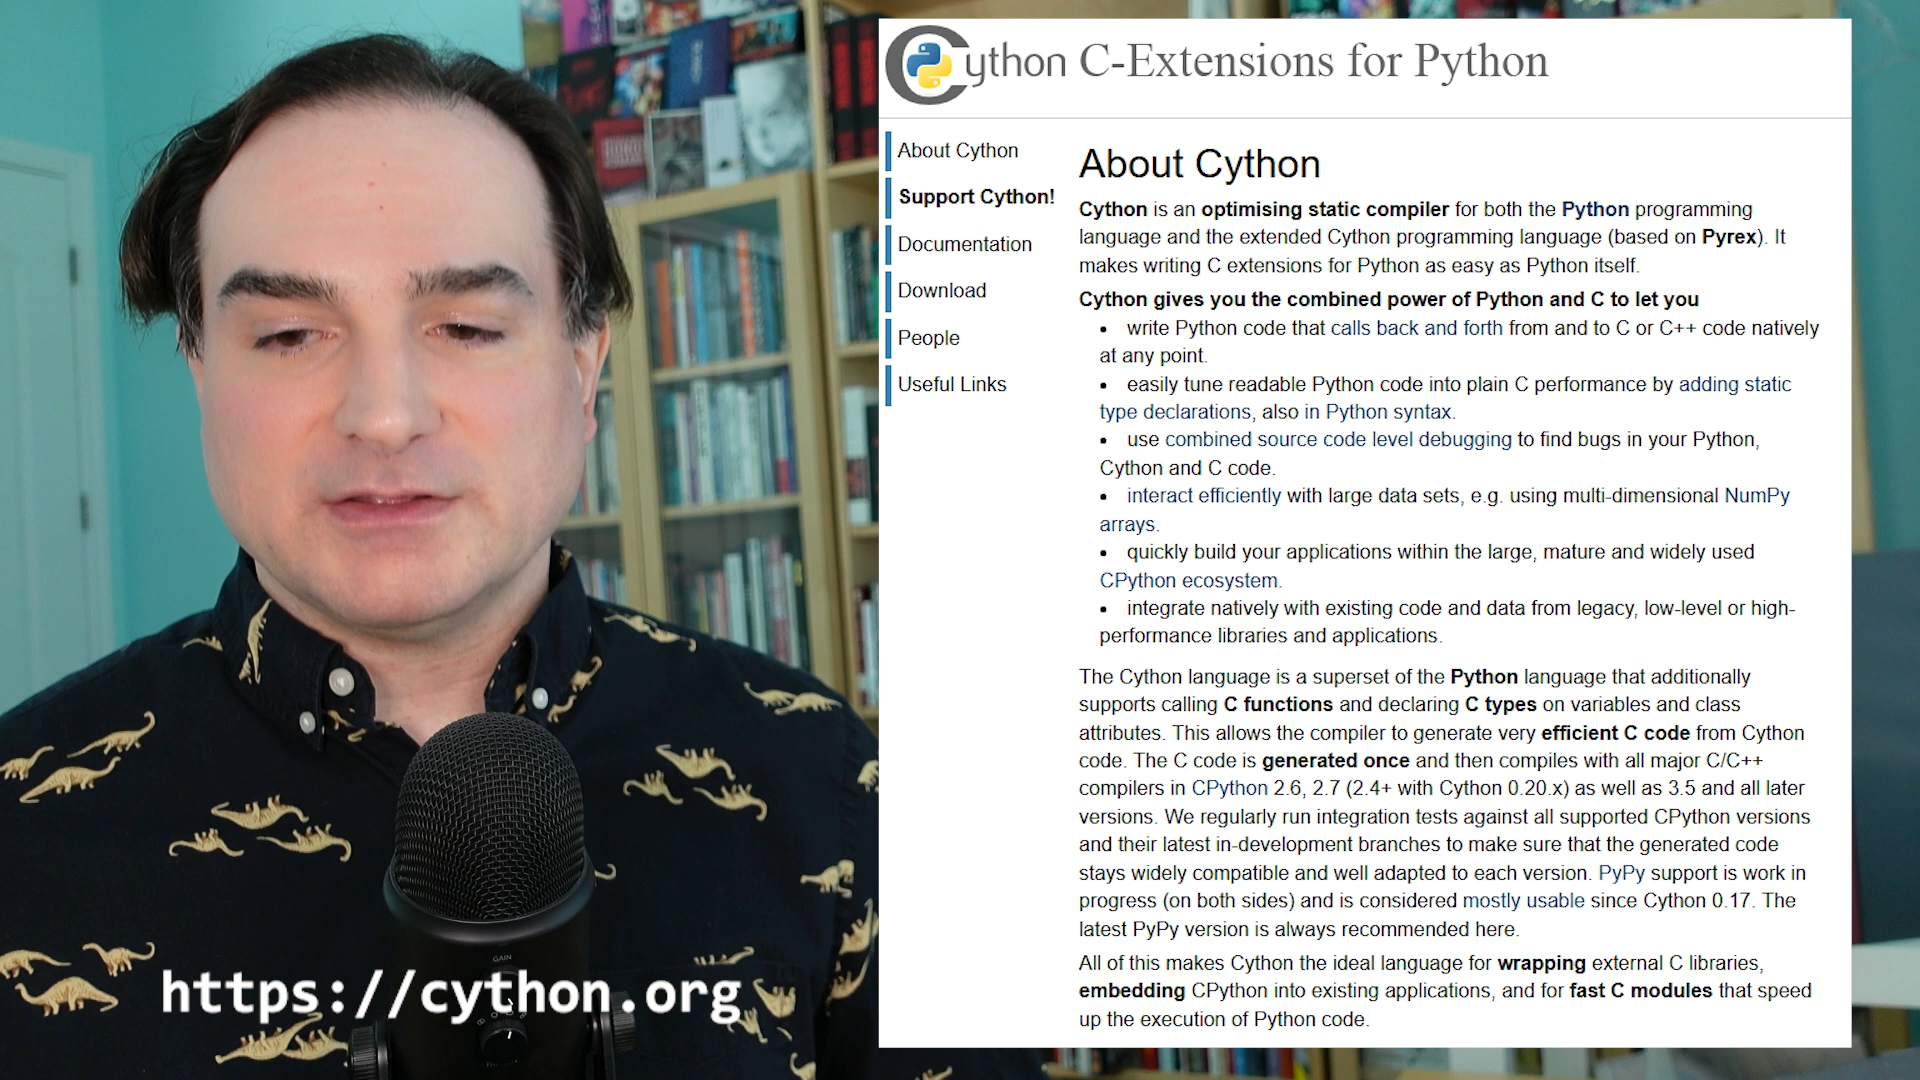 Cython C-Extensions for Python
About Cython
Support Cython!
Documentation
Download
People
Useful Links
About Cython
Cython is an optimising static compiler for both the Python programming
language and the extended Cython programming language (based on Pyrex). It
makes writing C extensions for Python as easy as Python itself.
Cython gives you the combined power of Python and C to let you
• write Python code that calls back and forth from and to C or C++ code natively
at any point.
• easily tune readable Python code into plain C performance by adding static
type declarations, also in Python syntax.
• use combined source code level debugging to find bugs in your Python,
Cython and C code.
• interact efficiently with large data sets, e.g. using multi-dimensional NumPy
arrays.
• quickly build your applications within the large, mature and widely used
CPython ecosystem.
• integrate natively with existing code and data from legacy, low-level or high-
performance libraries and applications.
The Cython language is a superset of the Python language that additionally
supports calling C functions and declaring C types on variables and class
attributes. This allows the compiler to generate very efficient C code from Cython
code. The C code is generated once and then compiles with all major C/C++
compilers in CPython 2.6, 2.7 (2.4+ with Cython 0.20.x) as well as 3.5 and all later
versions. We regularly run integration tests against all supported CPython versions
and their latest in-development branches to make sure that the generated code
stays widely compatible and well adapted to each version. PyPy support is work in
progress (on both sides) and is considered mostly usable since Cython 0.17. The
latest PyPy version is always recommended here.
All of this makes Cython the ideal language for wrapping external C libraries,
embedding CPython into existing applications, and for fast C modules that speed
up the execution of Python code.
GAIN
https://cython.org